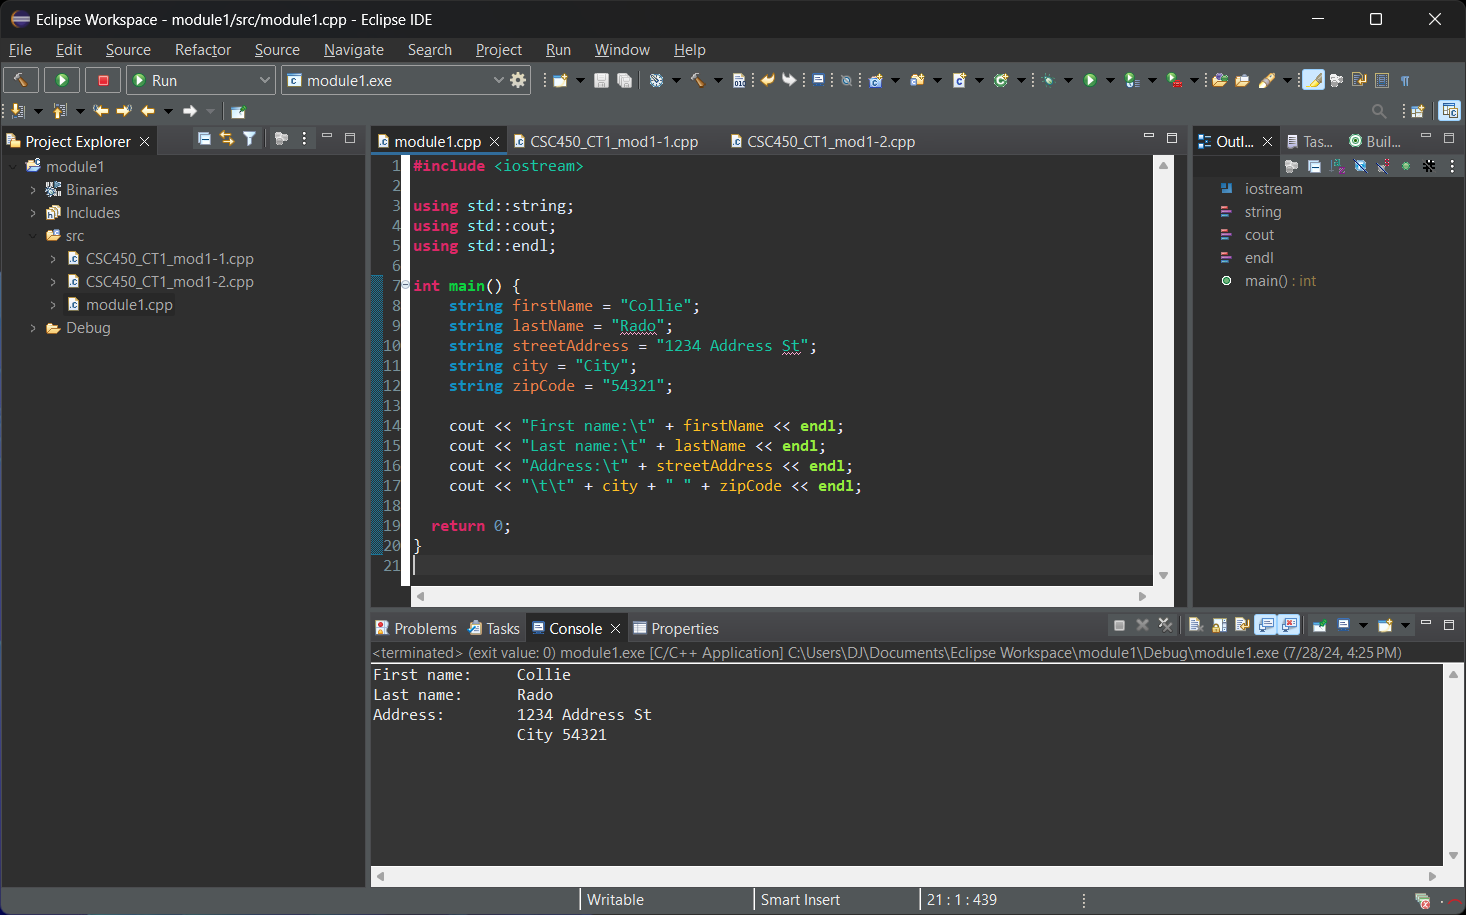 Eclipse Workspace - module1/src/module1.cpp - Eclipse IDE
File Edit Source Refactor Source Navigate Search Project Run Window Help
Run module1.exe
Project Explorer
module1
Binaries
Includes
src
CSC450_CT1_mod1-1.cpp
CSC450_CT1_mod1-2.cpp
module1.cpp
Debug
module1.cpp CSC450_CT1_mod1-1.cpp CSC450_CT1_mod1-2.cpp
1 #include <iostream>
2
3 using std::string;
4 using std::cout;
5 using std::endl;
6
7 int main() {
8 string firstName = "Collie";
9 string lastName = "Rado";
10 string streetAddress = "1234 Address St";
11 string city = "City";
12 string zipCode = "54321";
13
14 cout << "First name:\t" + firstName << endl;
15 cout << "Last name:\t" + lastName << endl;
16 cout << "Address:\t" + streetAddress << endl;
17 cout << "\t\t" + city + " " + zipCode << endl;
18
19 return 0;
20 }
21
Outl... Tas... Buil...
iostream
string
cout
endl
main() : int
Problems Tasks Console Properties
<terminated> (exit value: 0) module1.exe [C/C++ Application] C:\Users\DJ\Documents\Eclipse Workspace\module1\Debug\module1.exe (7/28/24, 4:25 PM)
First name: Collie
Last name: Rado
Address: 1234 Address St
City 54321
Writable Smart Insert 21 : 1 : 439